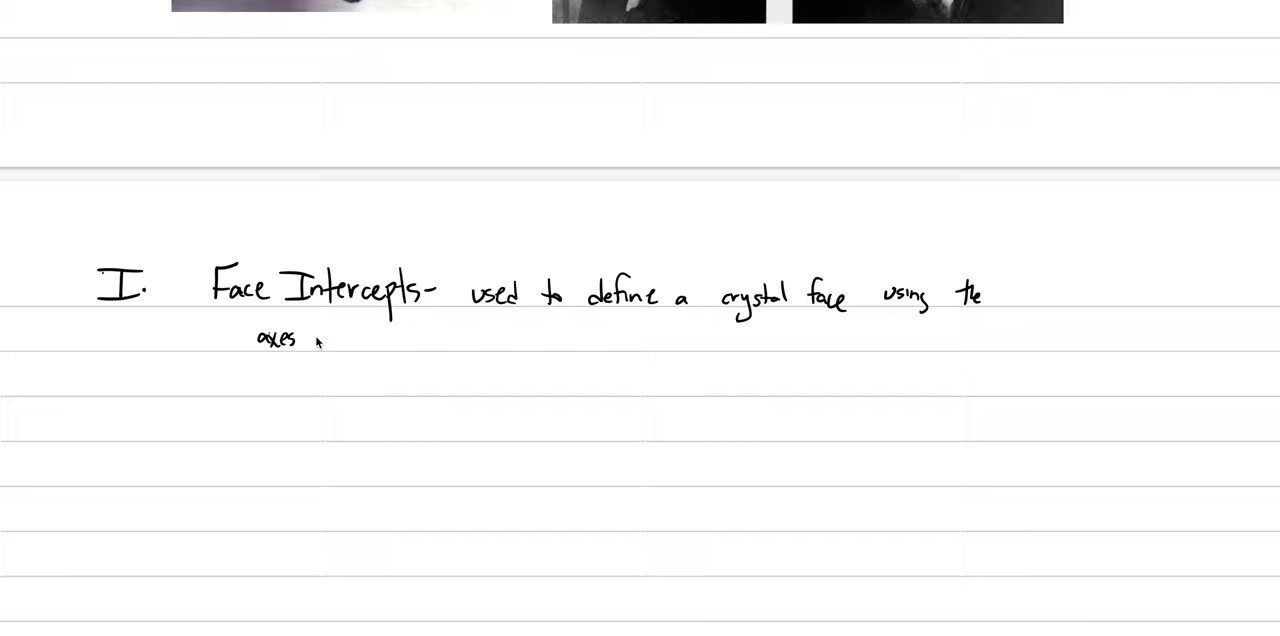 I. Face Intercepts- used to define a crystal face using the
axes